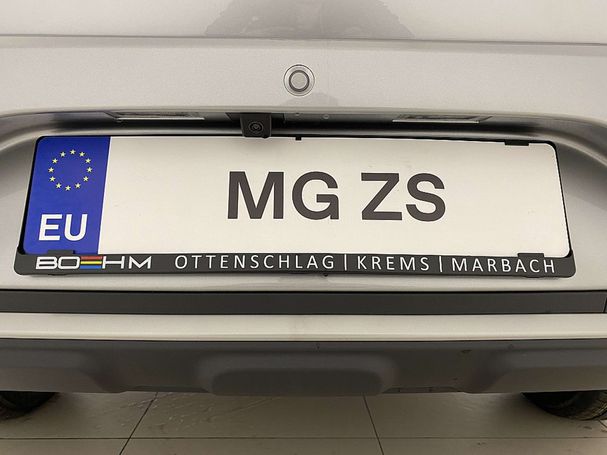 MG ZS
EU
BOEHM OTTENSCHLAG | KREMS | MARBACH